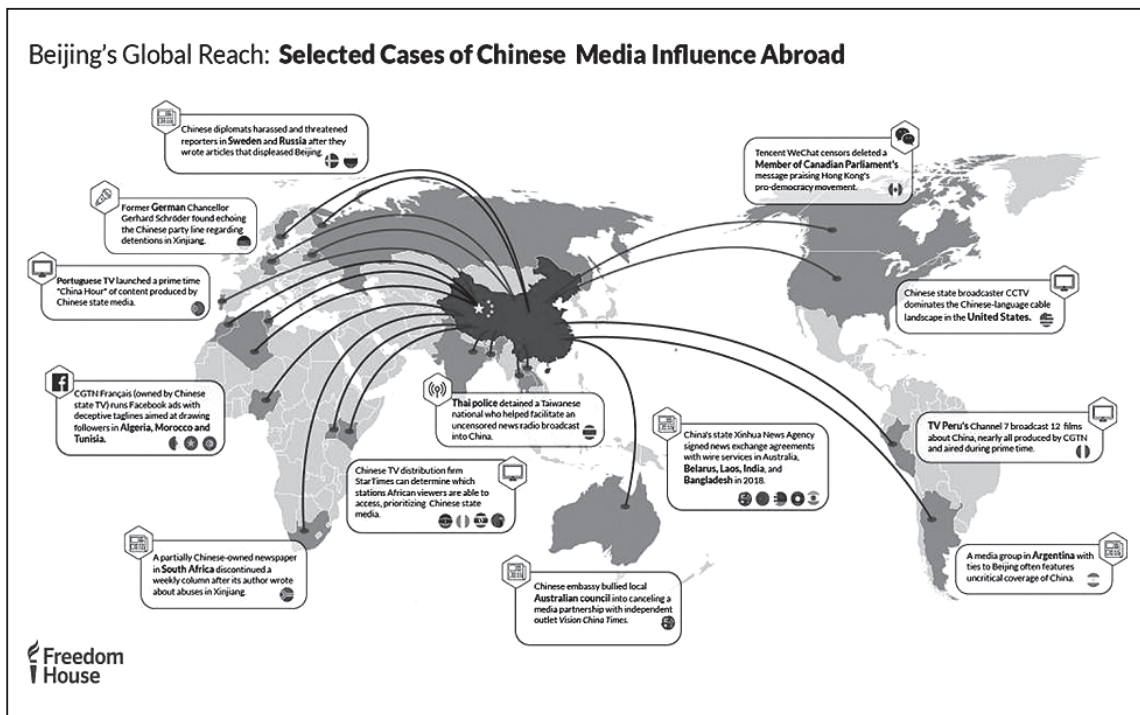 Beijing's Global Reach: Selected Cases of Chinese Media Influence Abroad
Chinese diplomats harassed and threatened
reporters in Sweden and Russia after they
wrote articles that displeased Beijing.
Tencent WeChat censors deleted a
Member of Canadian Parliament's
message praising Hong Kong's
pro-democracy movement.
Former German Chancellor
Gerhard Schröder found echoing
the Chinese party line regarding
detentions in Xinjiang.
Portuguese TV launched a prime time
"China Hour" of content produced by
Chinese state media.
Chinese state broadcaster CCTV
dominates the Chinese-language cable
landscape in the United States.
CGTN Français (owned by Chinese
state TV) runs Facebook ads with
deceptive taglines aimed at drawing
followers in Algeria, Morocco and
Tunisia.
Thai police detained a Taiwanese
national who helped facilitate an
uncensored news radio broadcast
into China.
China's state Xinhua News Agency
signed news exchange agreements
with wire services in Australia,
Belarus, Laos, India, and
Bangladesh in 2018.
TV Peru's Channel 7 broadcast 12 films
about China, nearly all produced by CGTN
and aired during prime time.
Chinese TV distribution firm
StarTimes can determine which
stations African viewers are able to
access, prioritizing Chinese state
media.
A partially Chinese-owned newspaper
in South Africa discontinued a
weekly column after its author wrote
about abuses in Xinjiang.
Chinese embassy bullied local
Australian council into canceling a
media partnership with independent
outlet Vision China Times.
A media group in Argentina with
ties to Beijing often features
uncritical coverage of China.
Freedom
House